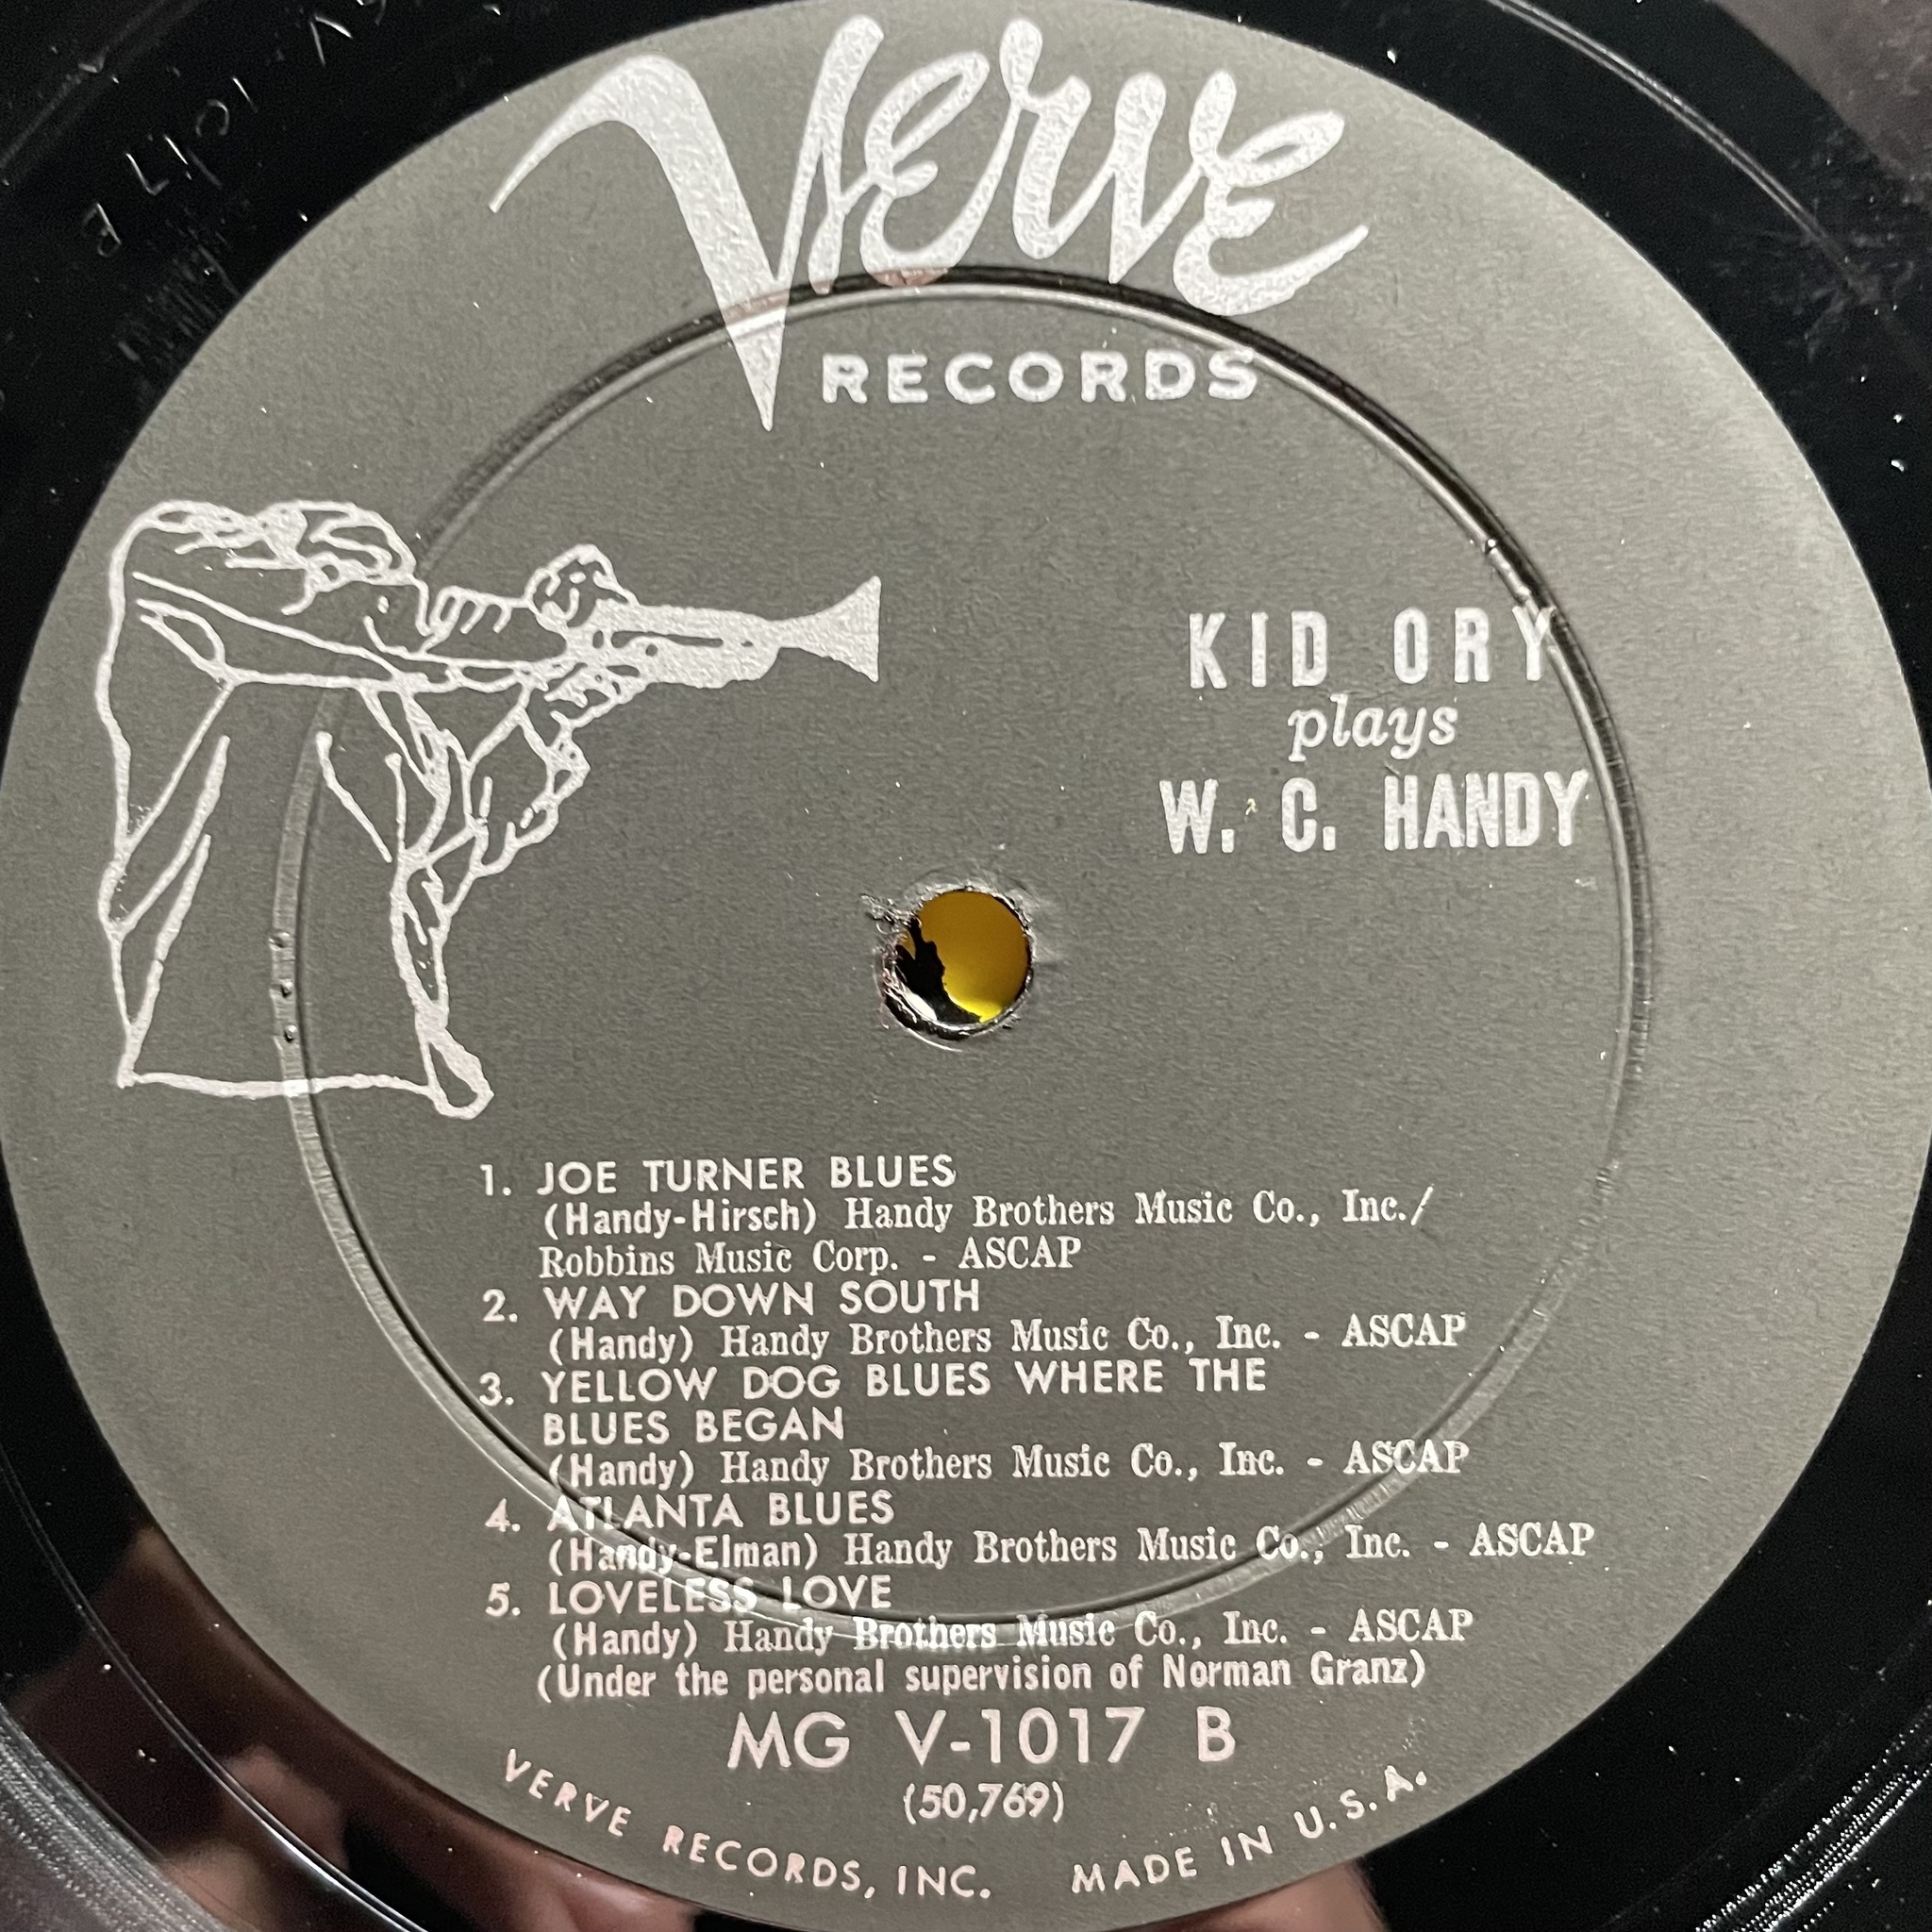 Verve
RECORDS
KID ORY
plays
W. C. HANDY
1. JOE TURNER BLUES
(Handy-Hirsch) Handy Brothers Music Co., Inc./
Robbins Music Corp. - ASCAP
2. WAY DOWN SOUTH
(Handy) Handy Brothers Music Co., Inc. - ASCAP
3. YELLOW DOG BLUES WHERE THE
BLUES BEGAN
(Handy) Handy Brothers Music Co., Inc. - ASCAP
4. ATLANTA BLUES
(Handy-Elman) Handy Brothers Music Co., Inc. - ASCAP
5. LOVELESS LOVE
(Handy) Handy Brothers Music Co., Inc. - ASCAP
(Under the personal supervision of Norman Granz)
MG V-1017 B
(50,769)
VERVE RECORDS, INC. MADE IN U.S.A.